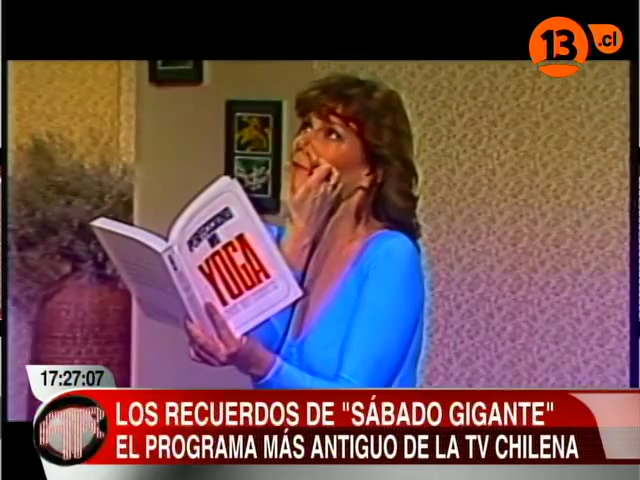 13.cl
YOGA
17:27:07
LOS RECUERDOS DE "SÁBADO GIGANTE"
EL PROGRAMA MÁS ANTIGUO DE LA TV CHILENA